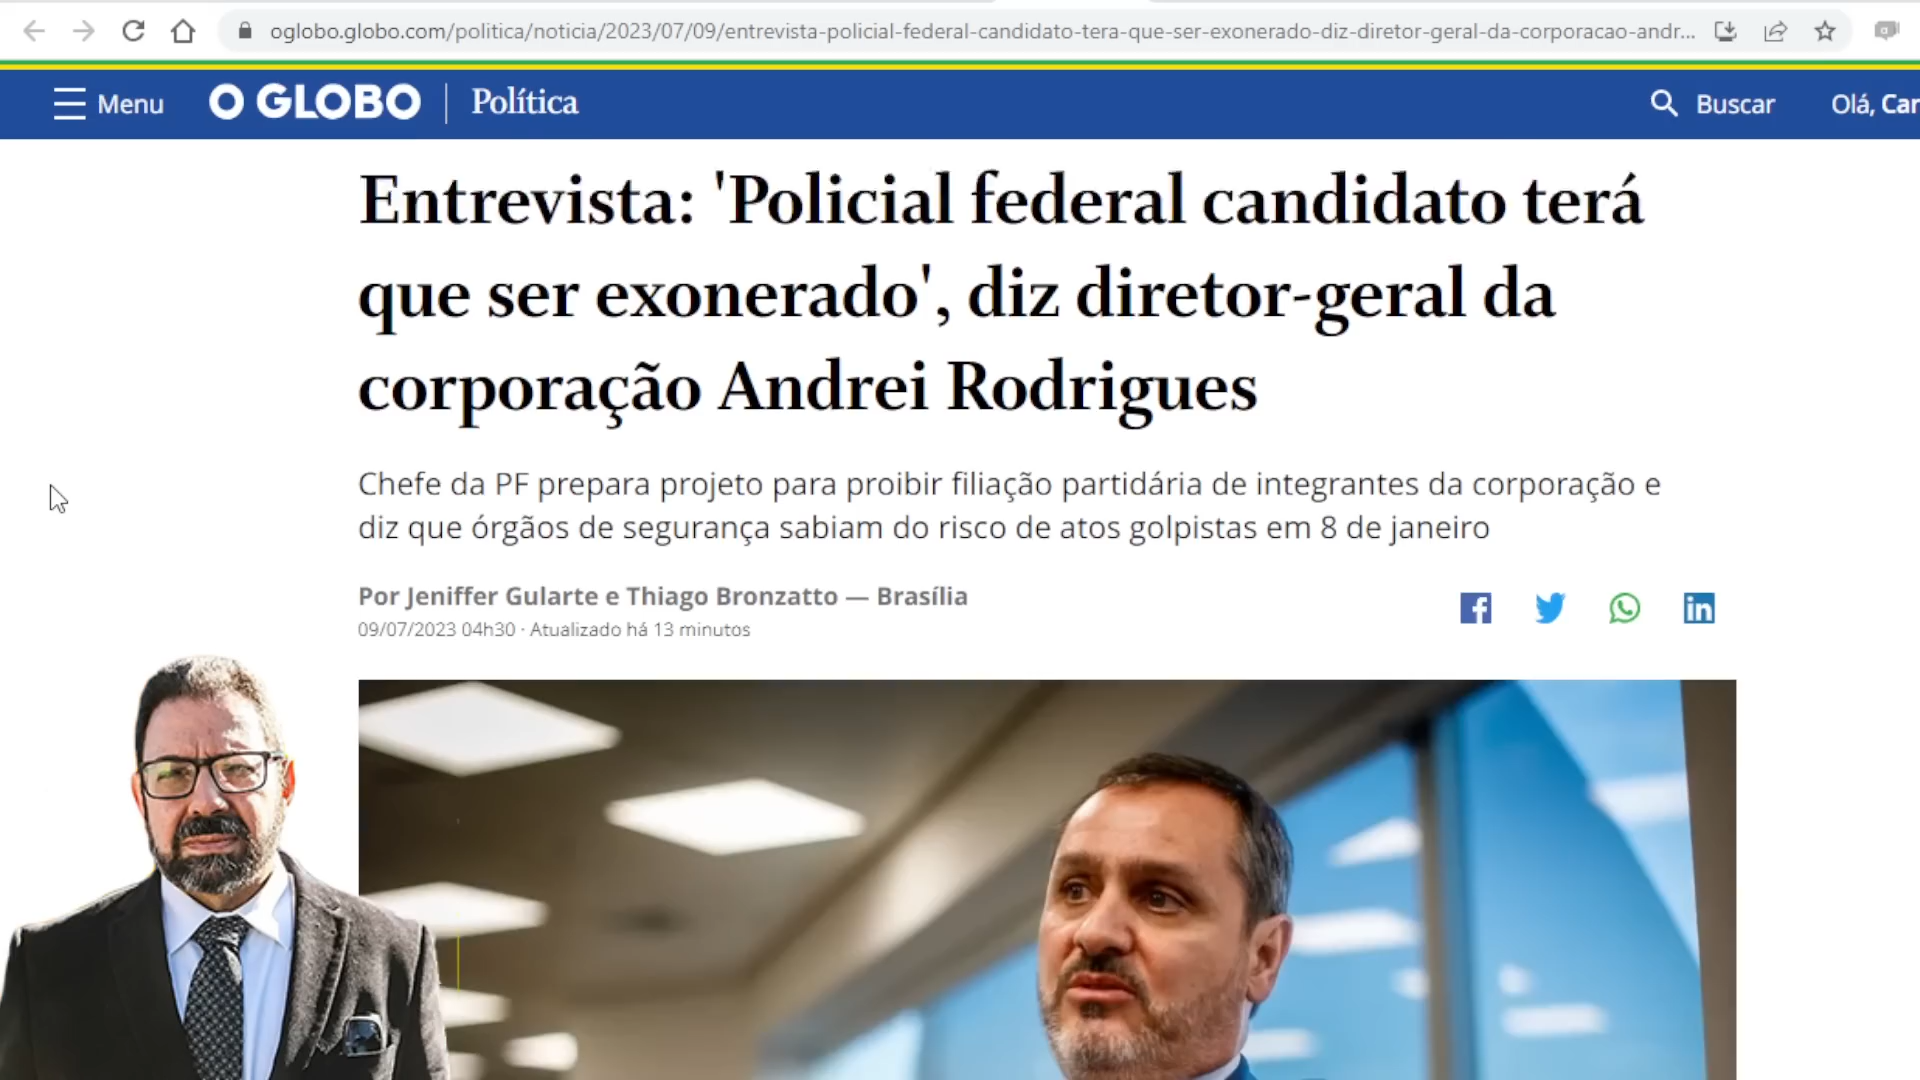 oglobo.globo.com/politica/noticia/2023/07/09/entrevista-policial-federal-candidato-tera-que-ser-exonerado-diz-diretor-geral-da-corporacao-andr...
Menu O GLOBO Política Buscar Olá, Car
Entrevista: 'Policial federal candidato terá
que ser exonerado', diz diretor-geral da
corporação Andrei Rodrigues
Chefe da PF prepara projeto para proibir filiação partidária de integrantes da corporação e
diz que órgãos de segurança sabiam do risco de atos golpistas em 8 de janeiro
Por Jeniffer Gularte e Thiago Bronzatto — Brasília
09/07/2023 04h30 · Atualizado há 13 minutos